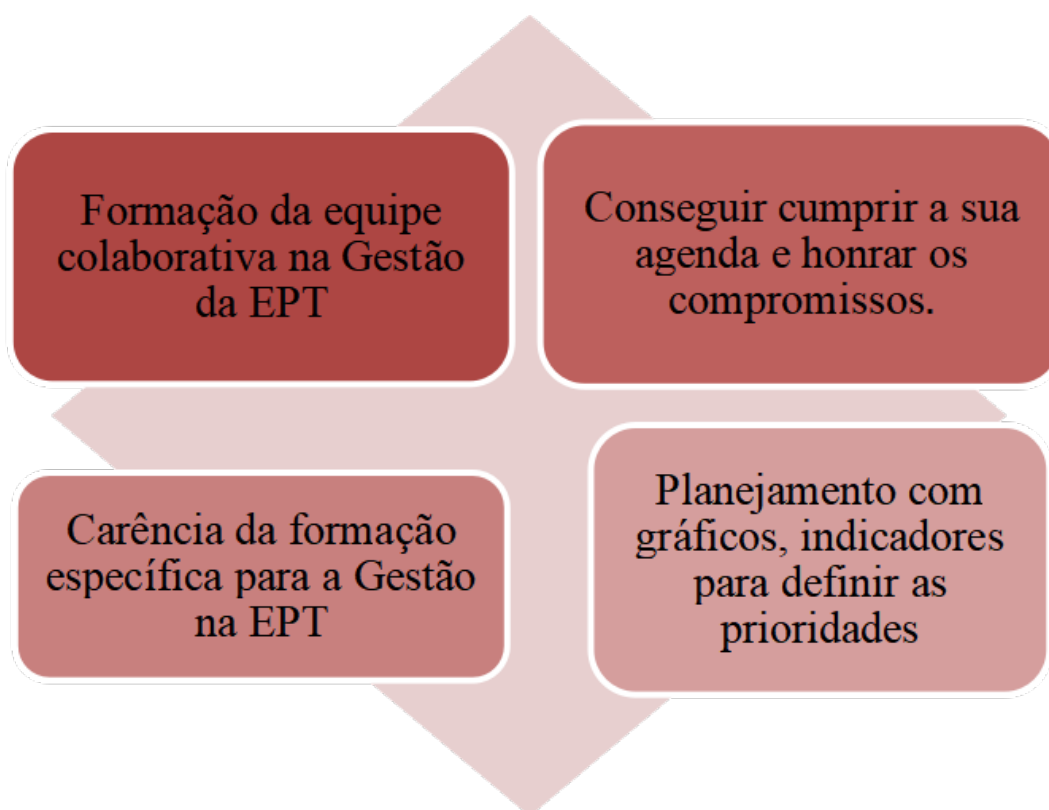 Formação da equipe
colaborativa na Gestão
da EPT
Conseguir cumprir a sua
agenda e honrar os
compromissos.
Carência da formação
específica para a Gestão
na EPT
Planejamento com
gráficos, indicadores
para definir as
prioridades